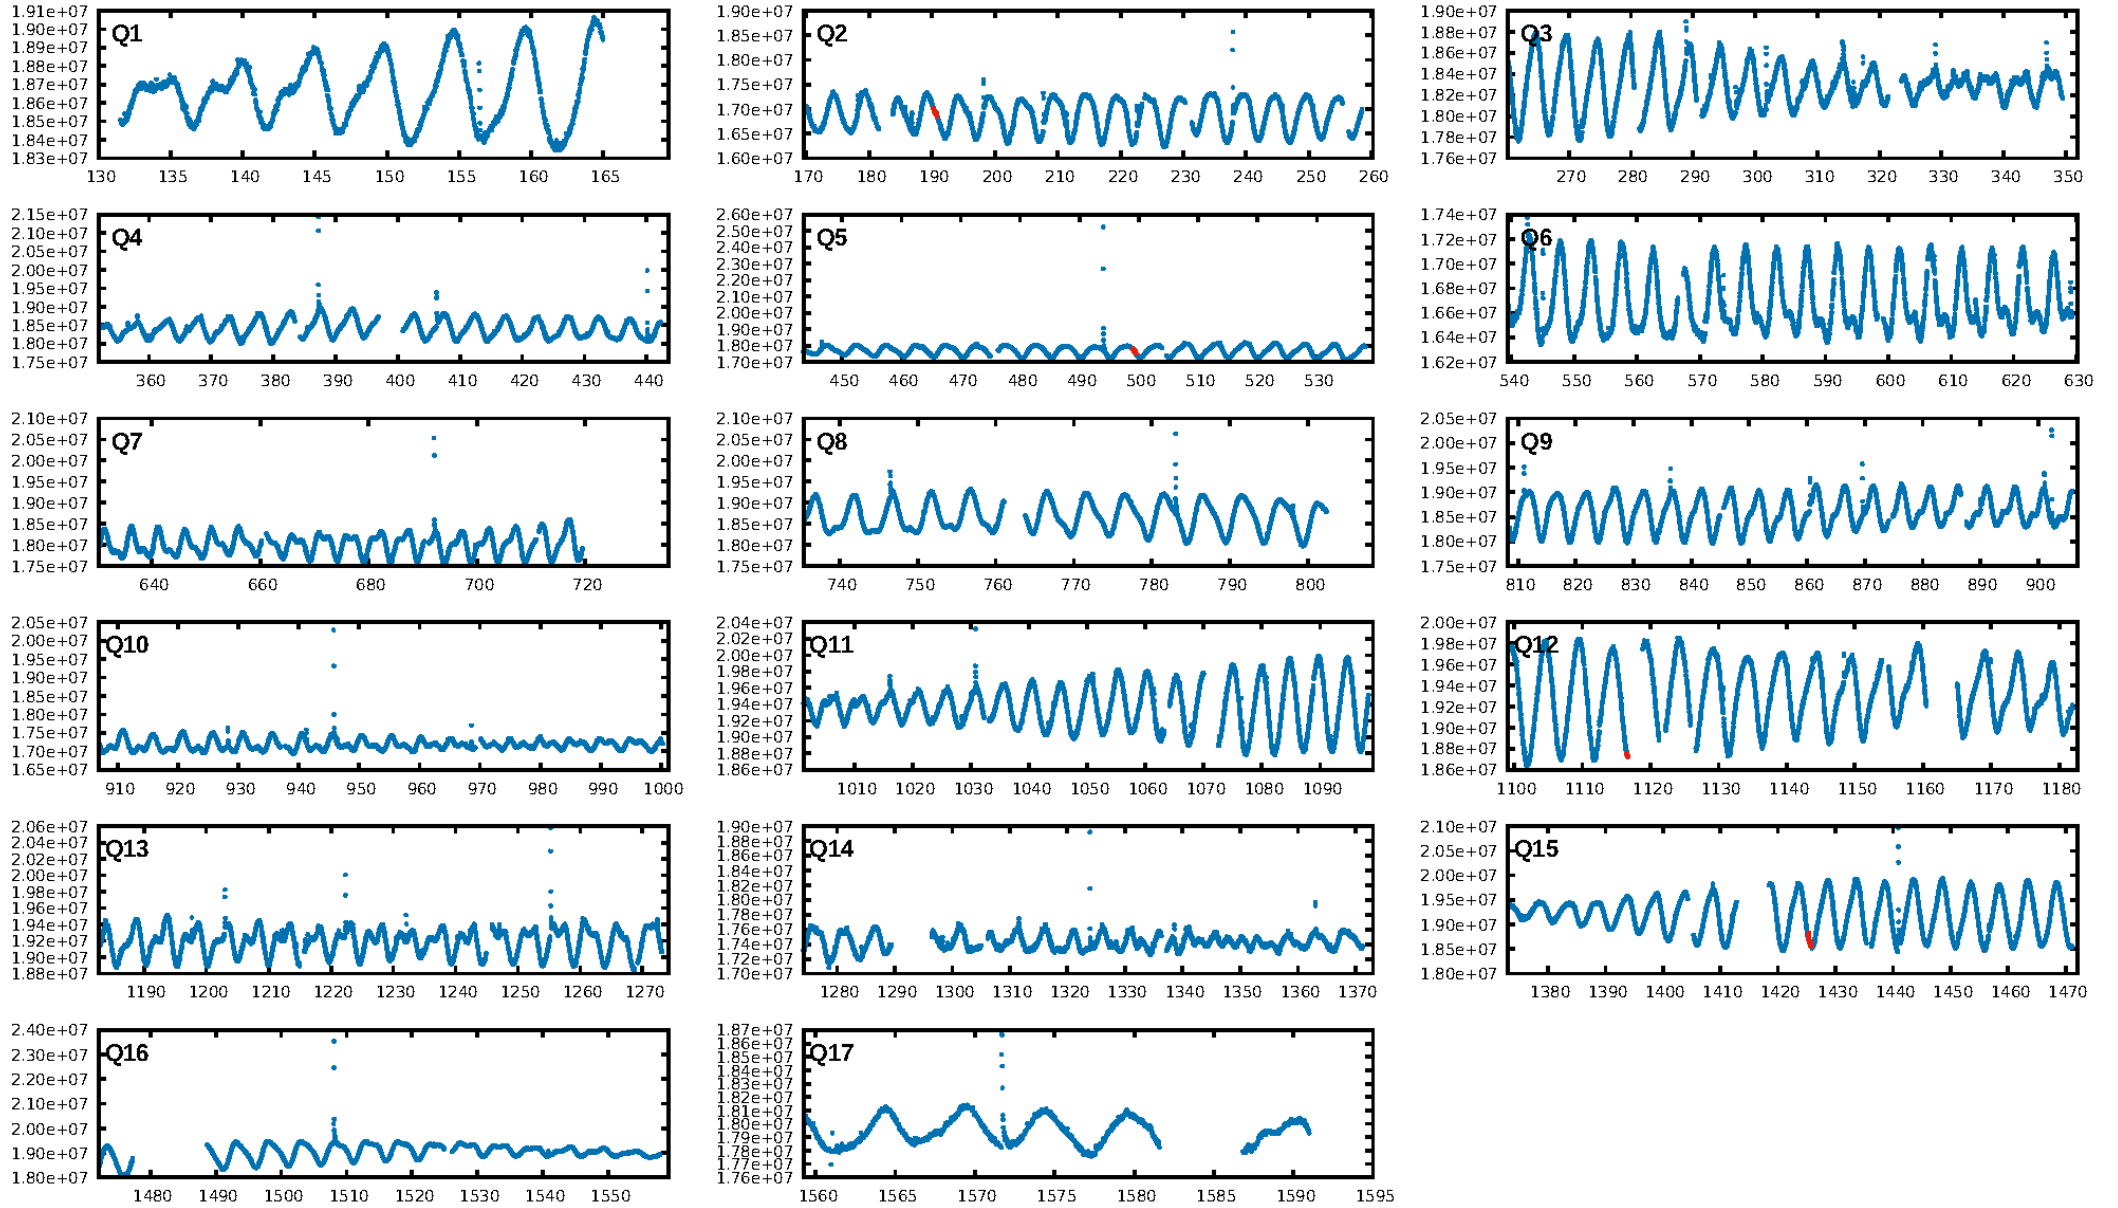 Q1
1.91e+07
1.90e+07
1.89e+07
1.88e+07
1.87e+07
1.86e+07
1.85e+07
1.84e+07
1.83e+07
130 135 140 145 150 155 160 165
Q2
1.90e+07
1.85e+07
1.80e+07
1.75e+07
1.70e+07
1.65e+07
1.60e+07
170 180 190 200 210 220 230 240 250 260
Q3
1.90e+07
1.88e+07
1.86e+07
1.84e+07
1.82e+07
1.80e+07
1.78e+07
1.76e+07
270 280 290 300 310 320 330 340 350
Q4
2.15e+07
2.10e+07
2.05e+07
2.00e+07
1.95e+07
1.90e+07
1.85e+07
1.80e+07
1.75e+07
360 370 380 390 400 410 420 430 440
Q5
2.60e+07
2.50e+07
2.40e+07
2.30e+07
2.20e+07
2.10e+07
2.00e+07
1.90e+07
1.80e+07
1.70e+07
450 460 470 480 490 500 510 520 530
Q6
1.74e+07
1.72e+07
1.70e+07
1.68e+07
1.66e+07
1.64e+07
1.62e+07
540 550 560 570 580 590 600 610 620 630
Q7
2.10e+07
2.05e+07
2.00e+07
1.95e+07
1.90e+07
1.85e+07
1.80e+07
1.75e+07
640 660 680 700 720
Q8
2.10e+07
2.05e+07
2.00e+07
1.95e+07
1.90e+07
1.85e+07
1.80e+07
1.75e+07
740 750 760 770 780 790 800
Q9
2.05e+07
2.00e+07
1.95e+07
1.90e+07
1.85e+07
1.80e+07
1.75e+07
810 820 830 840 850 860 870 880 890 900
Q10
2.05e+07
2.00e+07
1.95e+07
1.90e+07
1.85e+07
1.80e+07
1.75e+07
1.70e+07
1.65e+07
910 920 930 940 950 960 970 980 990 1000
Q11
2.04e+07
2.02e+07
2.00e+07
1.98e+07
1.96e+07
1.94e+07
1.92e+07
1.90e+07
1.88e+07
1.86e+07
1010 1020 1030 1040 1050 1060 1070 1080 1090
Q12
2.00e+07
1.98e+07
1.96e+07
1.94e+07
1.92e+07
1.90e+07
1.88e+07
1.86e+07
1100 1110 1120 1130 1140 1150 1160 1170 1180
Q13
2.06e+07
2.04e+07
2.02e+07
2.00e+07
1.98e+07
1.96e+07
1.94e+07
1.92e+07
1.90e+07
1.88e+07
1190 1200 1210 1220 1230 1240 1250 1260 1270
Q14
1.90e+07
1.88e+07
1.86e+07
1.84e+07
1.82e+07
1.80e+07
1.78e+07
1.76e+07
1.74e+07
1.72e+07
1.70e+07
1280 1290 1300 1310 1320 1330 1340 1350 1360 1370
Q15
2.10e+07
2.05e+07
2.00e+07
1.95e+07
1.90e+07
1.85e+07
1.80e+07
1380 1390 1400 1410 1420 1430 1440 1450 1460 1470
Q16
2.40e+07
2.30e+07
2.20e+07
2.10e+07
2.00e+07
1.90e+07
1.80e+07
1480 1490 1500 1510 1520 1530 1540 1550
Q17
1.87e+07
1.86e+07
1.85e+07
1.84e+07
1.83e+07
1.82e+07
1.81e+07
1.80e+07
1.79e+07
1.78e+07
1.77e+07
1.76e+07
1560 1565 1570 1575 1580 1585 1590 1595